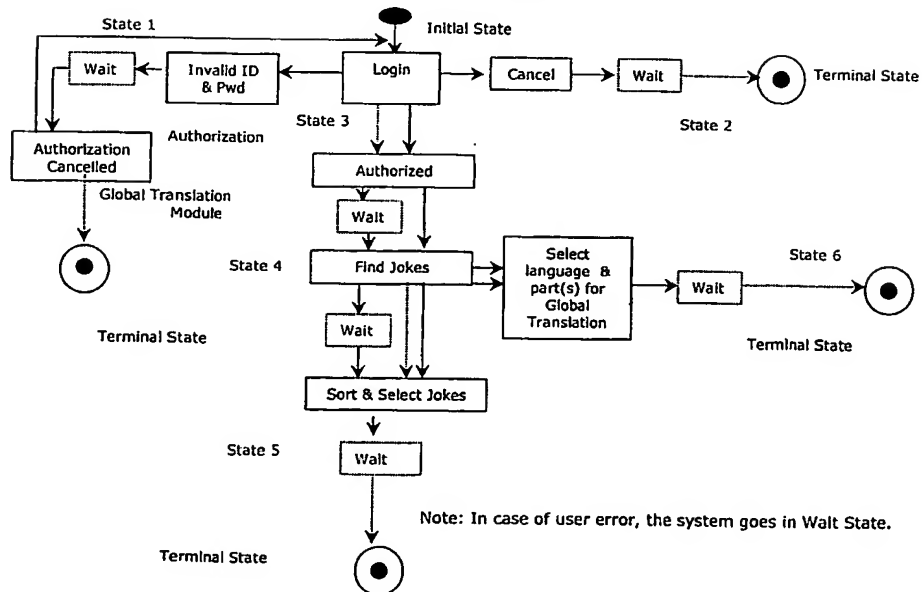 State 1
Initial State
Wait
Invalid ID
& Pwd
Login
Cancel
Wait
Terminal State
State 3
State 2
Authorization
Authorization
Cancelled
Authorized
Global Translation
Module
Wait
State 4
Find Jokes
Select
language &
part(s) for
Global
Translation
State 6
Wait
Wait
Terminal State
Terminal State
Sort & Select Jokes
State 5
Wait
Note: In case of user error, the system goes in Wait State.
Terminal State